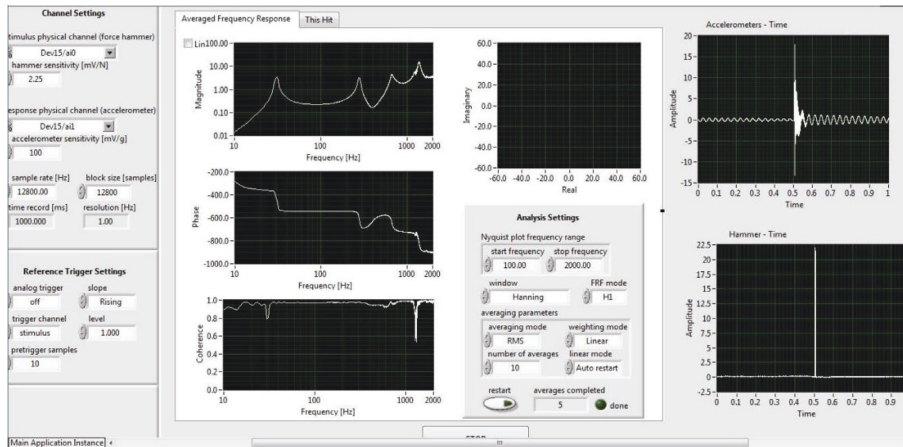 Channel Settings
timulus physical channel (force hammer)
Dev15/ai0
hammer sensitivity [mV/N]
2.25
esponse physical channel (accelerometer)
Dev15/ai1
accelerometer sensitivity [mV/g]
100
sample rate [Hz] block size [samples]
12800.00 12800
time record [ms] resolution [Hz]
1000.000 1.00
Reference Trigger Settings
analog trigger slope
off Rising
trigger channel level
stimulus 1.000
pretrigger samples
10
[Main Application Instance]
Averaged Frequency Response This Hit
Lin
100.00
10.00
1.00
0.10
0.01
Magnitude
10 100 1000 2000
Frequency [Hz]
-200.0
-400.0
-600.0
-800.0
-1000.0
Phase
10 100 1000 2000
Frequency [Hz]
1.0
0.8
0.6
0.4
0.2
0.0
Coherence
10 100 1000 2000
Frequency [Hz]
60.0
40.0
20.0
0.0
-20.0
-40.0
-60.0
Imaginary
-60.0 -40.0 -20.0 0.0 20.0 40.0 60.0
Real
Analysis Settings
Nyquist plot frequency range
start frequency stop frequency
100.00 2000.00
window FRF mode
Hanning H1
averaging parameters
averaging mode weighting mode
RMS Linear
number of averages linear mode
10 Auto restart
restart averages completed
5 done
Accelerometers - Time
20
15
10
5
0
-5
-10
-15
Amplitude
0 0.1 0.2 0.3 0.4 0.5 0.6 0.7 0.8 0.9 1
Time
Hammer - Time
22.5
20
17.5
15
12.5
10
7.5
5
2.5
0
-2.5
Amplitude
0 0.1 0.2 0.3 0.4 0.5 0.6 0.7 0.8 0.9
Time